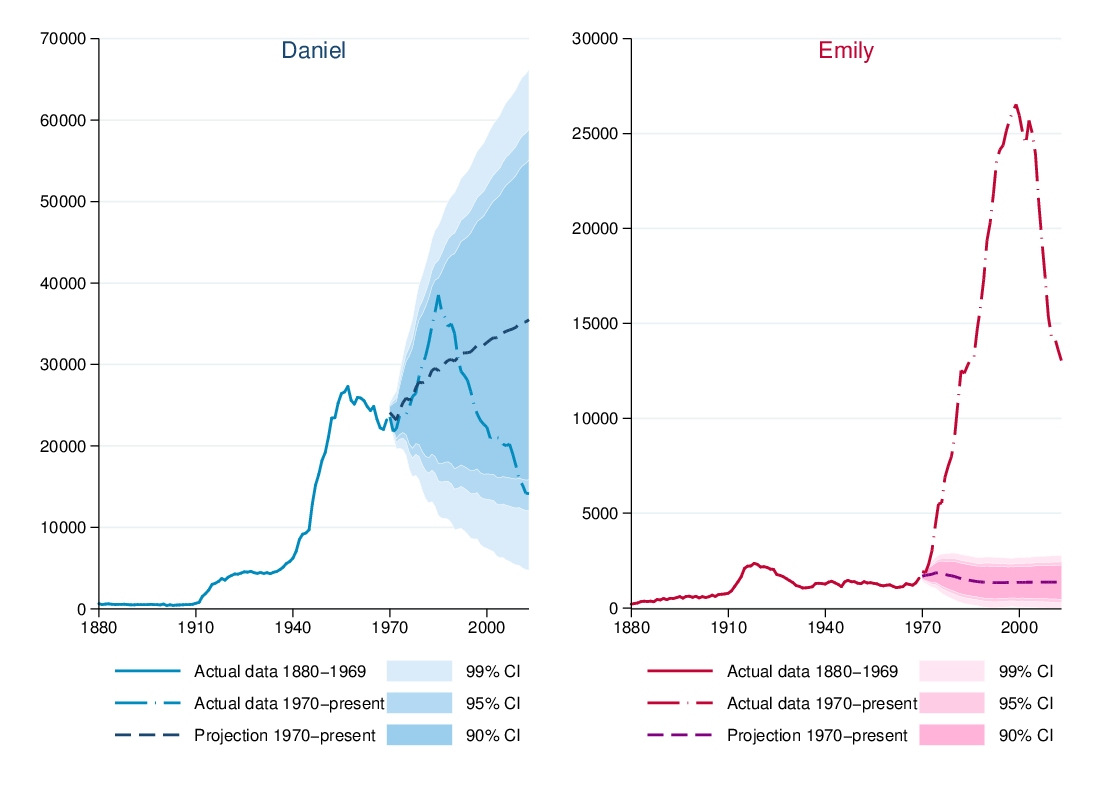 Daniel
70000
60000
50000
40000
30000
20000
10000
0
1880 1910 1940 1970 2000
Actual data 1880–1969 99% CI
Actual data 1970–present 95% CI
Projection 1970–present 90% CI
Emily
30000
25000
20000
15000
10000
5000
0
1880 1910 1940 1970 2000
Actual data 1880–1969 99% CI
Actual data 1970–present 95% CI
Projection 1970–present 90% CI